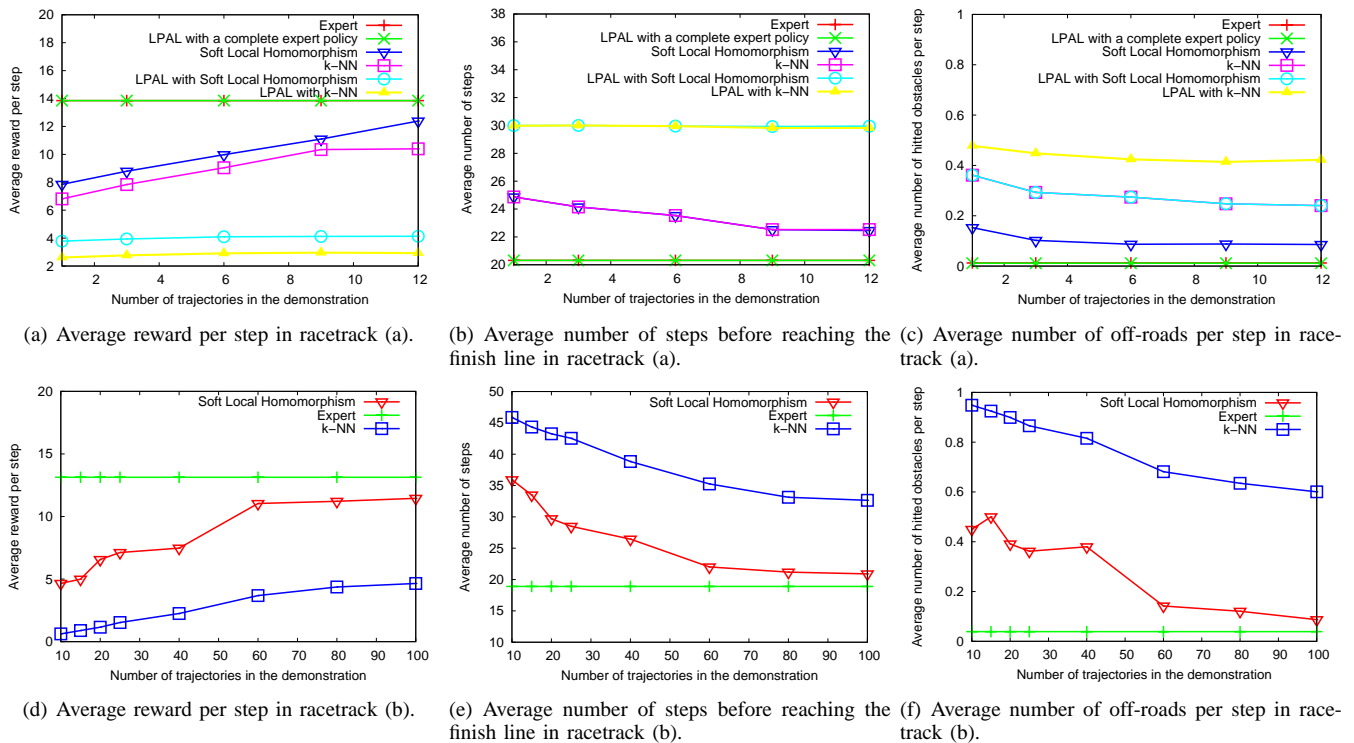 Average reward per step
20
18
16
14
12
10
8
6
4
2
2 4 6 8 10 12
Number of trajectories in the demonstration
Expert
LPAL with a complete expert policy
Soft Local Homomorphism
k−NN
LPAL with Soft Local Homomorphism
LPAL with k−NN
(a) Average reward per step in racetrack (a).
Average number of steps
38
36
34
32
30
28
26
24
22
20
2 4 6 8 10 12
Number of trajectories in the demonstration
Expert
LPAL with a complete expert policy
Soft Local Homomorphism
k−NN
LPAL with Soft Local Homomorphism
LPAL with k−NN
(b) Average number of steps before reaching the
finish line in racetrack (a).
Average number of hitted obstacles per step
1
0.8
0.6
0.4
0.2
0
2 4 6 8 10 12
Number of trajectories in the demonstration
Expert
LPAL with a complete expert policy
Soft Local Homomorphism
k−NN
LPAL with Soft Local Homomorphism
LPAL with k−NN
(c) Average number of off-roads per step in race-
track (a).
Average reward per step
20
15
10
5
0
10 20 30 40 50 60 70 80 90 100
Number of trajectories in the demonstration
Soft Local Homomorphism
Expert
k−NN
(d) Average reward per step in racetrack (b).
Average number of steps
50
45
40
35
30
25
20
15
10
10 20 30 40 50 60 70 80 90 100
Number of trajectories in the demonstration
Soft Local Homomorphism
Expert
k−NN
(e) Average number of steps before reaching the
finish line in racetrack (b).
Average number of hitted obstacles per step
1
0.8
0.6
0.4
0.2
0
10 20 30 40 50 60 70 80 90 100
Number of trajectories in the demonstration
Soft Local Homomorphism
Expert
k−NN
(f) Average number of off-roads per step in race-
track (b).